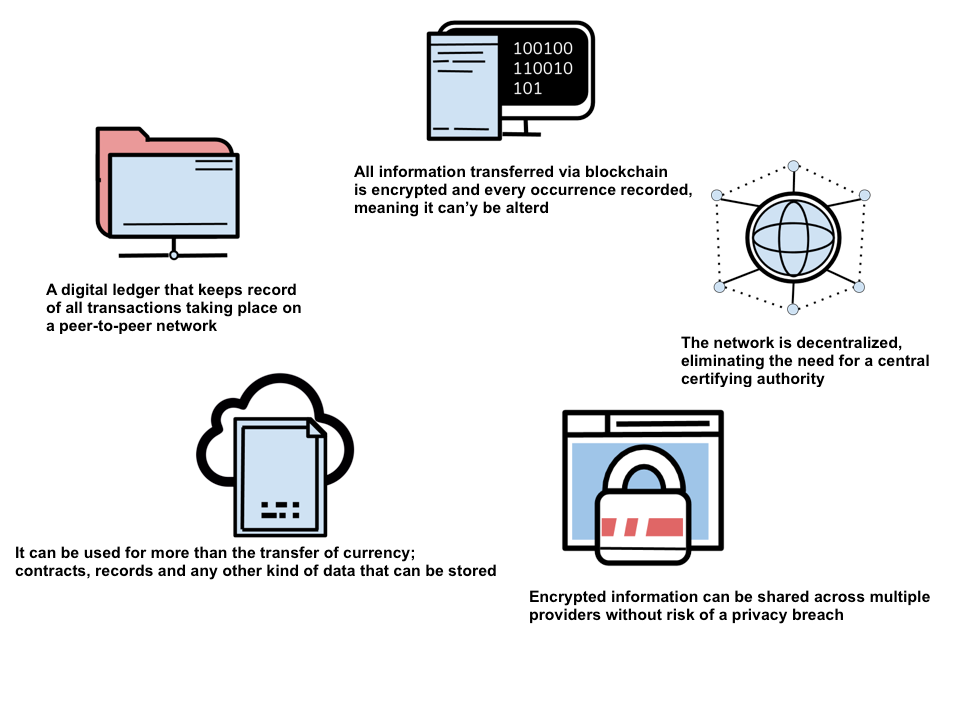 100100
110010
101
All information transferred via blockchain
is encrypted and every occurrence recorded,
meaning it can’y be alterd
A digital ledger that keeps record
of all transactions taking place on
a peer-to-peer network
The network is decentralized,
eliminating the need for a central
certifying authority
It can be used for more than the transfer of currency;
contracts, records and any other kind of data that can be stored
Encrypted information can be shared across multiple
providers without risk of a privacy breach